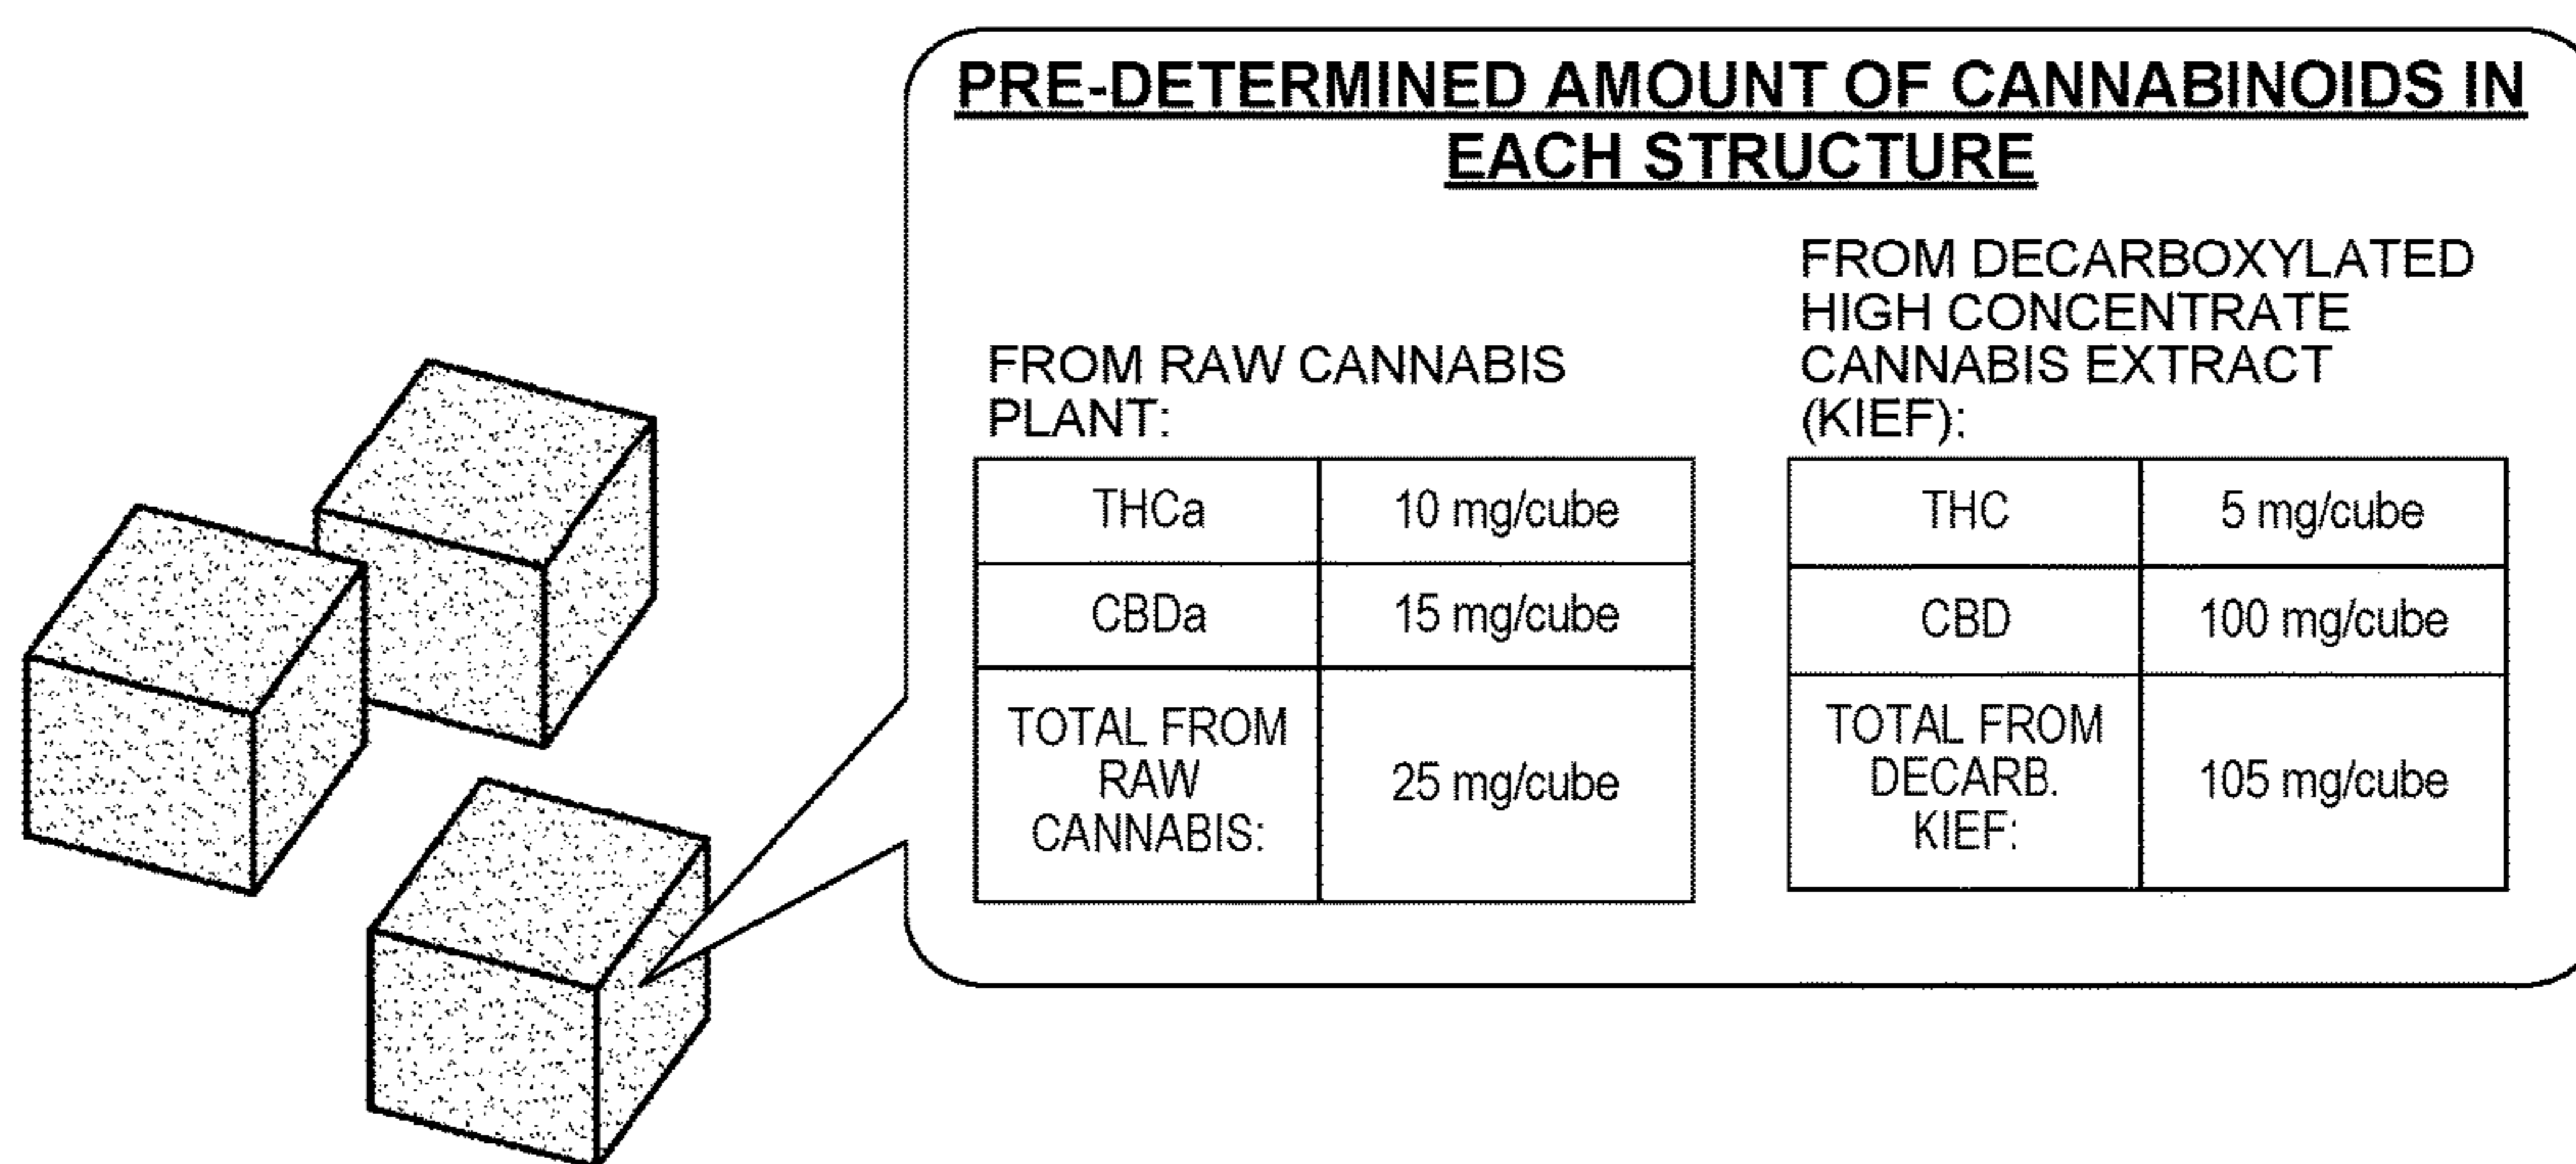 PRE-DETERMINED AMOUNT OF CANNABINOIDS IN
EACH STRUCTURE
FROM RAW CANNABIS
PLANT:
THCa 10 mg/cube
CBDa 15 mg/cube
TOTAL FROM
RAW
CANNABIS:
25 mg/cube
FROM DECARBOXYLATED
HIGH CONCENTRATE
CANNABIS EXTRACT
(KIEF):
THC 5 mg/cube
CBD 100 mg/cube
TOTAL FROM
DECARB.
KIEF:
105 mg/cube